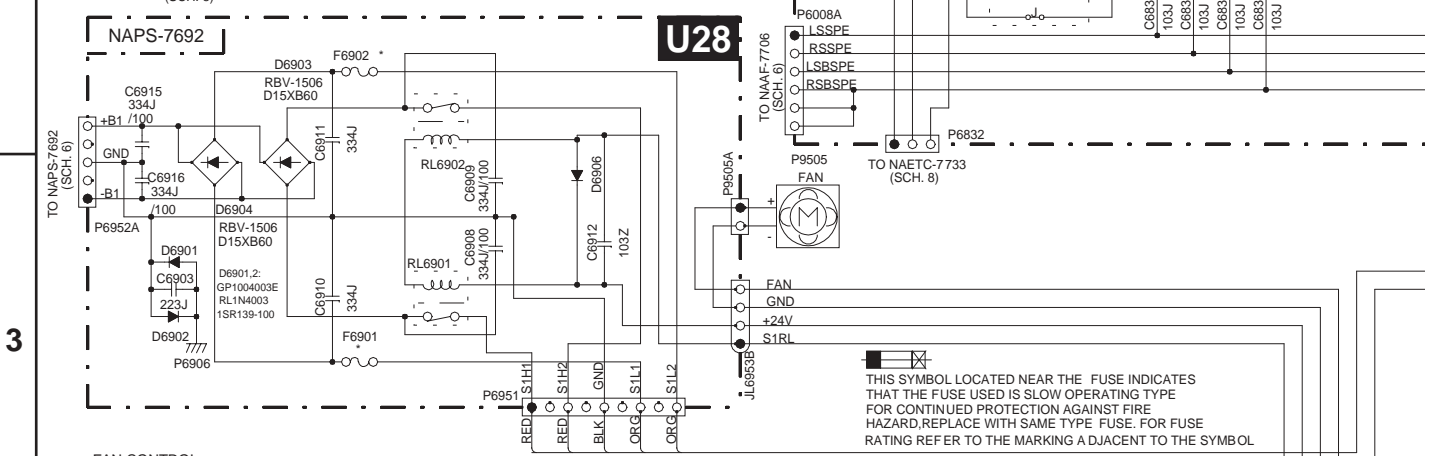 NAPS-7692
U28
F6902 *
D6903
RBV-1506
D15XB60
C6915
334J
/100
+B1
GND
-B1
TO NAPS-7692
(SCH. 6)
P6952A
C6916
334J
/100
D6904
RBV-1506
D15XB60
C6911
334J
RL6902
C6909
334J/100
D6906
C6912
103Z
C6908
334J/100
RL6901
D6901
C6903
223J
D6902
P6906
D6901,2:
GP1004003E
RL1N4003
1SR139-100
C6910
334J
F6901
*
P6951
S1H1
S1H2
GND
S1L1
S1L2
RED
RED
BLK
ORG
ORG
P6008A
LSSPE
RSSPE
LSBSPE
RSBSPE
TO NAAF-7706
(SCH. 6)
C683
103J
C683
103J
C683
103J
C683
103J
P6832
TO NAETC-7733
(SCH. 8)
P9505A
P9505
FAN
+
M
-
FAN
GND
+24V
S1RL
JL6953B
3
THIS SYMBOL LOCATED NEAR THE FUSE INDICATES
THAT THE FUSE USED IS SLOW OPERATING TYPE
FOR CONTINUED PROTECTION AGAINST FIRE
HAZARD,REPLACE WITH SAME TYPE FUSE. FOR FUSE
RATING REFER TO THE MARKING A DJACENT TO THE SYMBOL